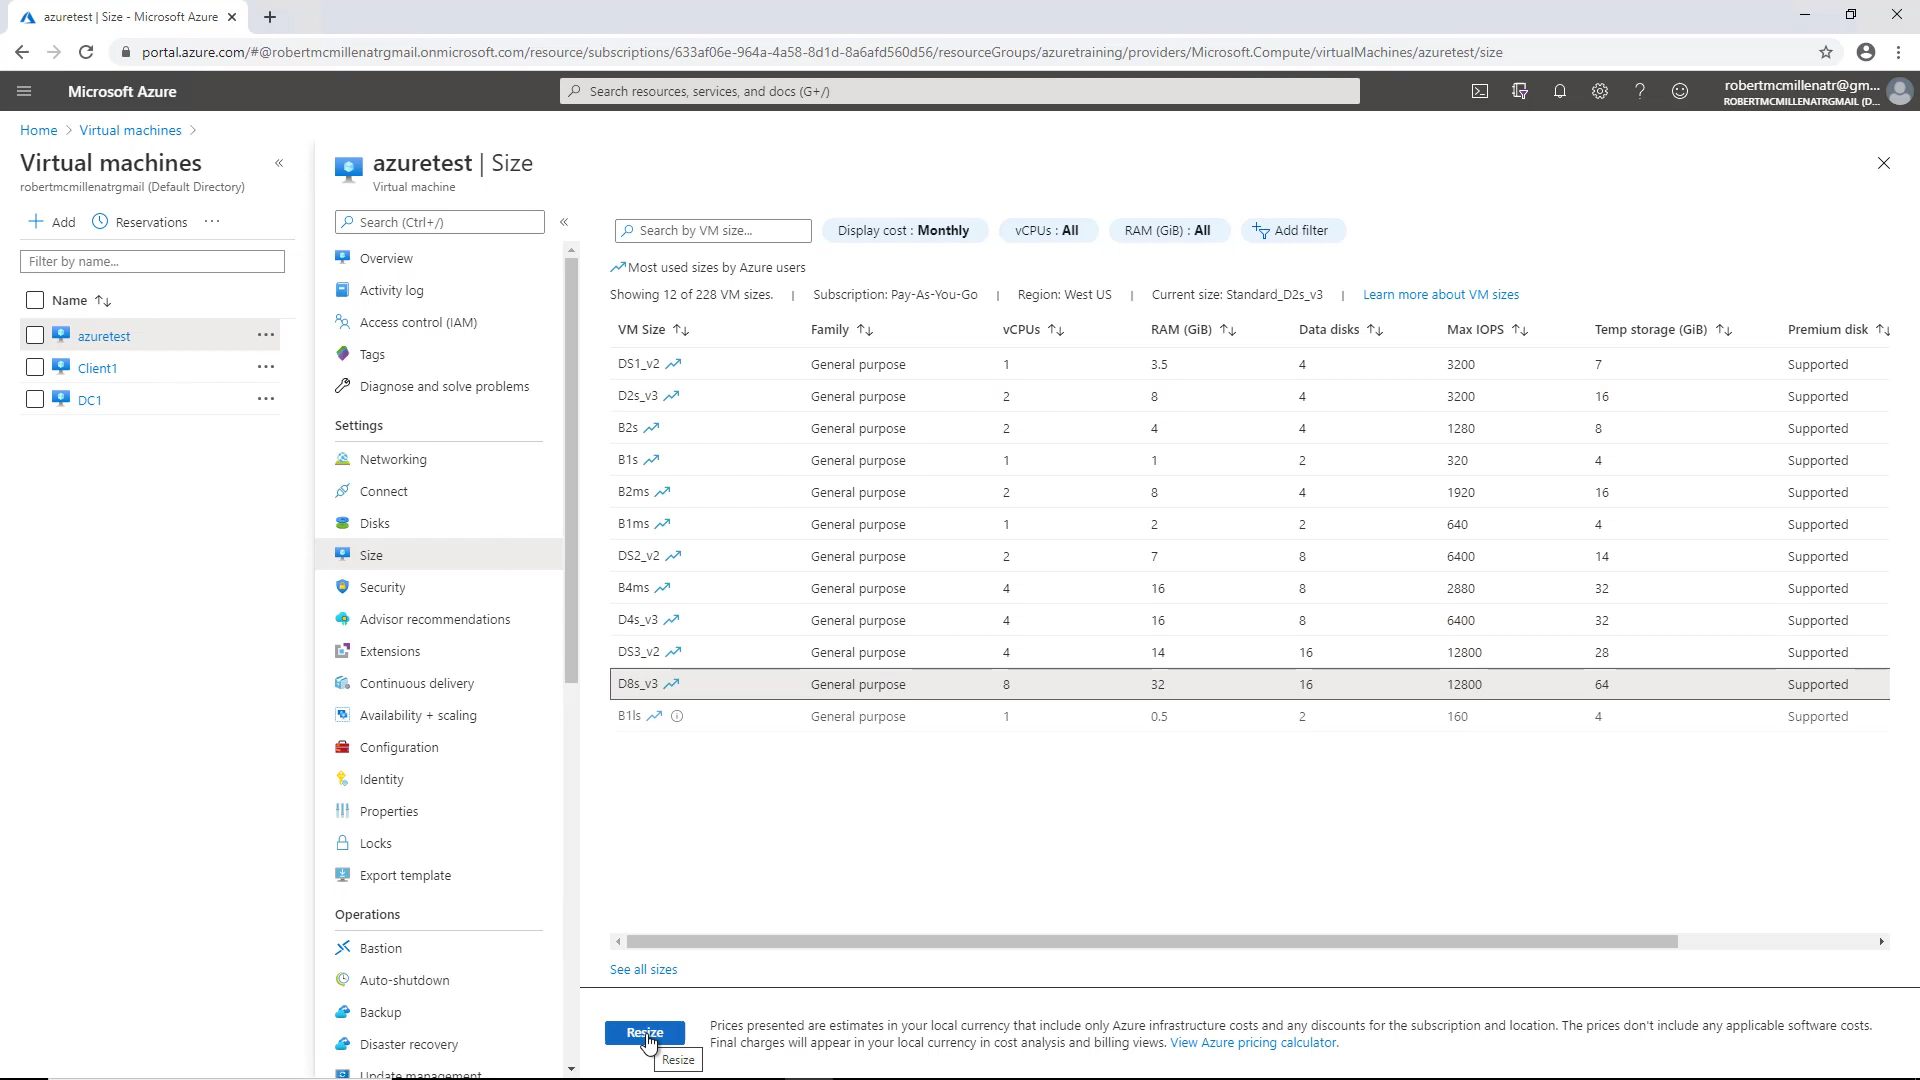 azuretest | Size - Microsoft Azure
portal.azure.com/#@robertmcmillenatrgmail.onmicrosoft.com/resource/subscriptions/633af06e-964a-4a58-8d1d-8a6afd560d56/resourceGroups/azuretraining/providers/Microsoft.Compute/virtualMachines/azuretest/size
Microsoft Azure
Search resources, services, and docs (G+/)
robertmcmillenatr@gm...
ROBERTMCMILLENATRGMAIL (D...
Home > Virtual machines >
Virtual machines
robertmcmillenatrgmail (Default Directory)
Add Reservations ...
Filter by name...
Name
azuretest ...
Client1 ...
DC1 ...
azuretest | Size
Virtual machine
Search (Ctrl+/)
Overview
Activity log
Access control (IAM)
Tags
Diagnose and solve problems
Settings
Networking
Connect
Disks
Size
Security
Advisor recommendations
Extensions
Continuous delivery
Availability + scaling
Configuration
Identity
Properties
Locks
Export template
Operations
Bastion
Auto-shutdown
Backup
Disaster recovery
Update management
Search by VM size...
Display cost : Monthly
vCPUs : All
RAM (GiB) : All
Add filter
Most used sizes by Azure users
Showing 12 of 228 VM sizes. | Subscription: Pay-As-You-Go | Region: West US | Current size: Standard_D2s_v3 | Learn more about VM sizes
VM Size Family vCPUs RAM (GiB) Data disks Max IOPS Temp storage (GiB) Premium disk
DS1_v2 General purpose 1 3.5 4 3200 7 Supported
D2s_v3 General purpose 2 8 4 3200 16 Supported
B2s General purpose 2 4 4 1280 8 Supported
B1s General purpose 1 1 2 320 4 Supported
B2ms General purpose 2 8 4 1920 16 Supported
B1ms General purpose 1 2 2 640 4 Supported
DS2_v2 General purpose 2 7 8 6400 14 Supported
B4ms General purpose 4 16 8 2880 32 Supported
D4s_v3 General purpose 4 16 8 6400 32 Supported
DS3_v2 General purpose 4 14 16 12800 28 Supported
D8s_v3 General purpose 8 32 16 12800 64 Supported
B1ls General purpose 1 0.5 2 160 4 Supported
See all sizes
Resize
Resize
Prices presented are estimates in your local currency that include only Azure infrastructure costs and any discounts for the subscription and location. The prices don't include any applicable software costs.
Final charges will appear in your local currency in cost analysis and billing views. View Azure pricing calculator.